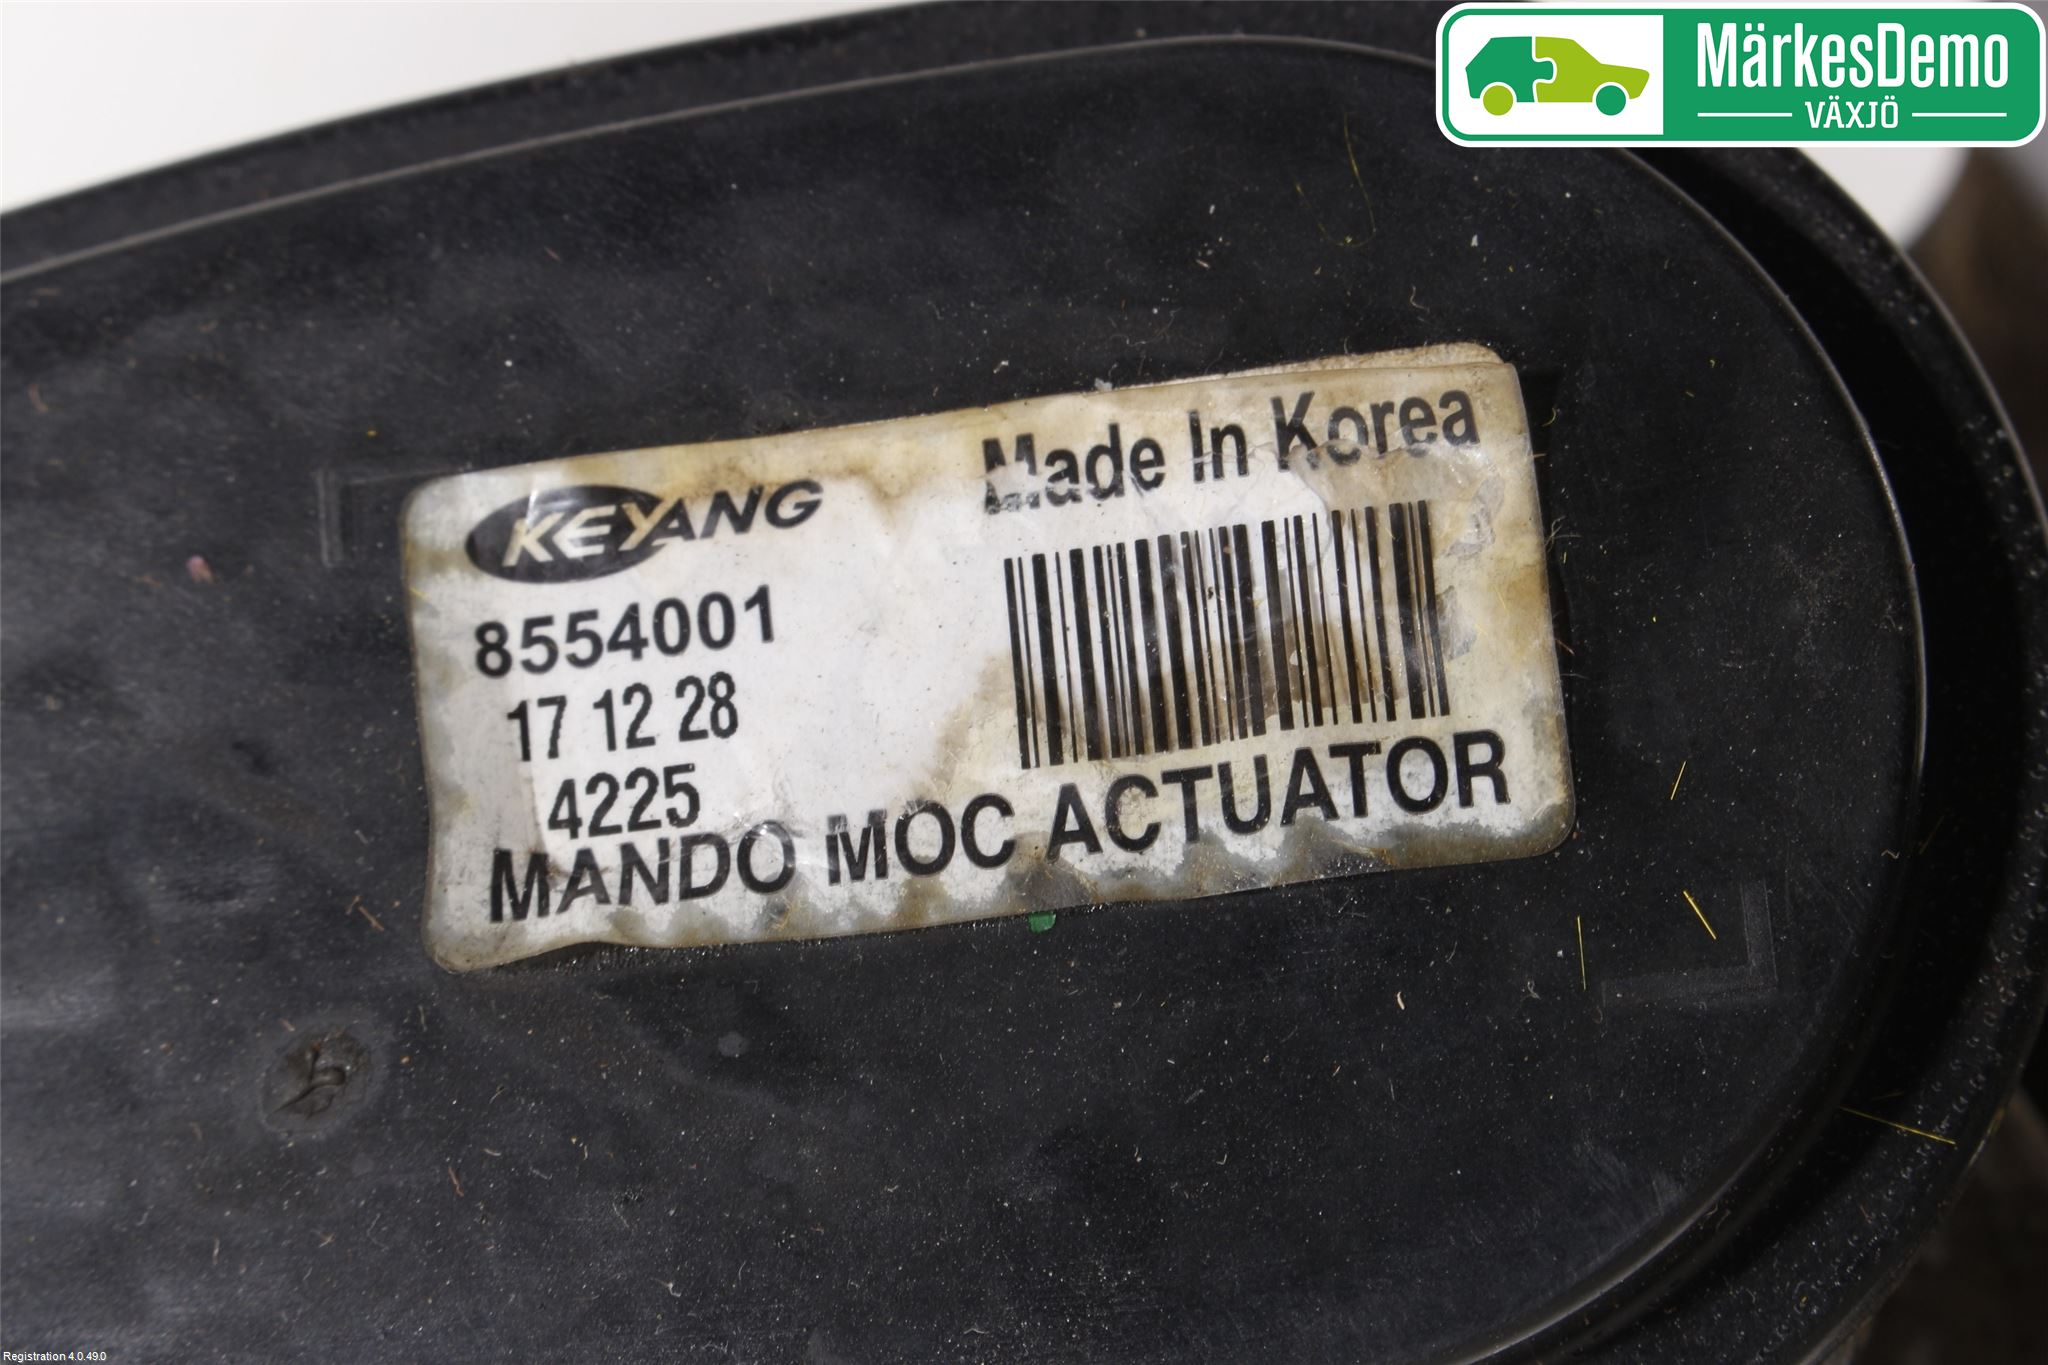 MärkesDemo
VÄXJÖ
KEYANG
Made In Korea
8554001
17 12 28
4225
MANDO MOC ACTUATOR
Registration 4.0.49.0